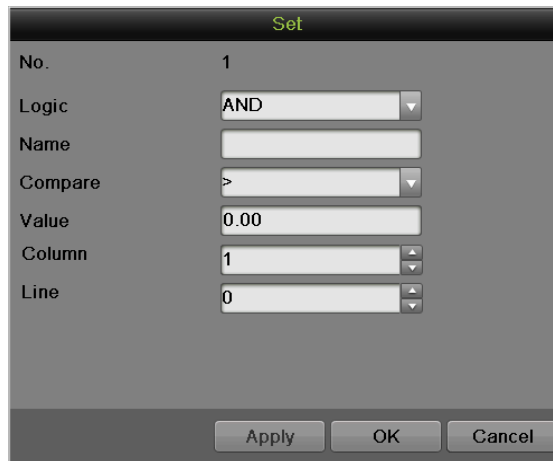 Set
No. 1
Logic AND
Name
Compare >
Value 0.00
Column 1
Line 0
Apply OK Cancel